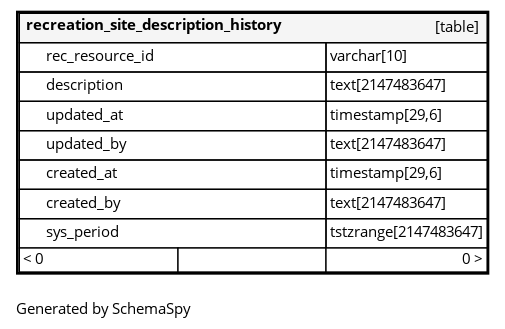 recreation_site_description_history [table]
rec_resource_id varchar[10]
description text[2147483647]
updated_at timestamp[29,6]
updated_by text[2147483647]
created_at timestamp[29,6]
created_by text[2147483647]
sys_period tstzrange[2147483647]
< 0 0 >
Generated by SchemaSpy